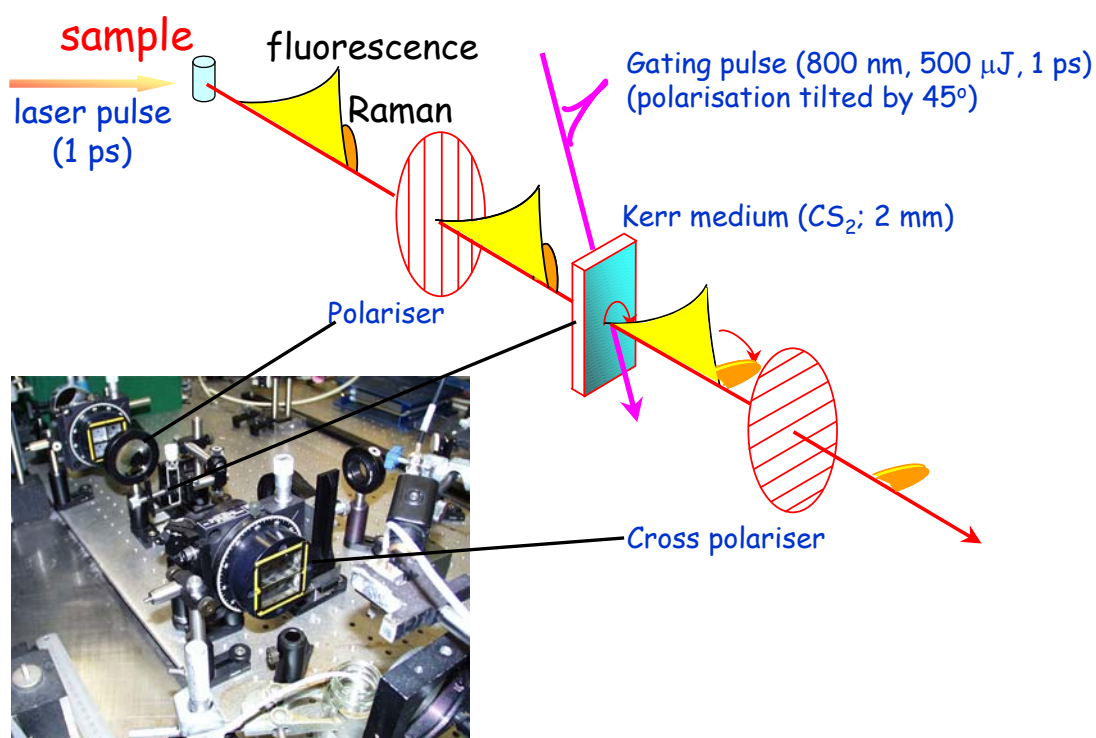 sample
fluorescence
Raman
laser pulse
(1 ps)
Gating pulse (800 nm, 500 μJ, 1 ps)
(polarisation tilted by 45°)
Kerr medium (CS₂; 2 mm)
Polariser
Cross polariser